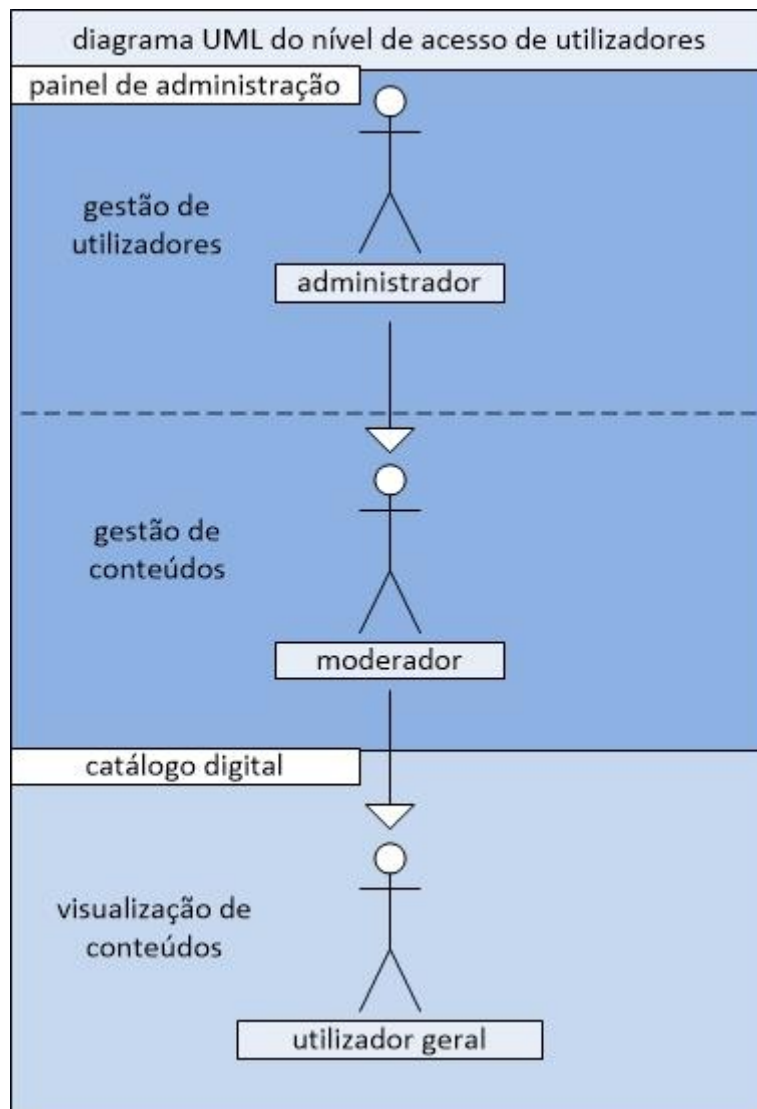 diagrama UML do nível de acesso de utilizadores
painel de administração
gestão de
utilizadores
administrador
gestão de
conteúdos
moderador
catálogo digital
visualização de
conteúdos
utilizador geral